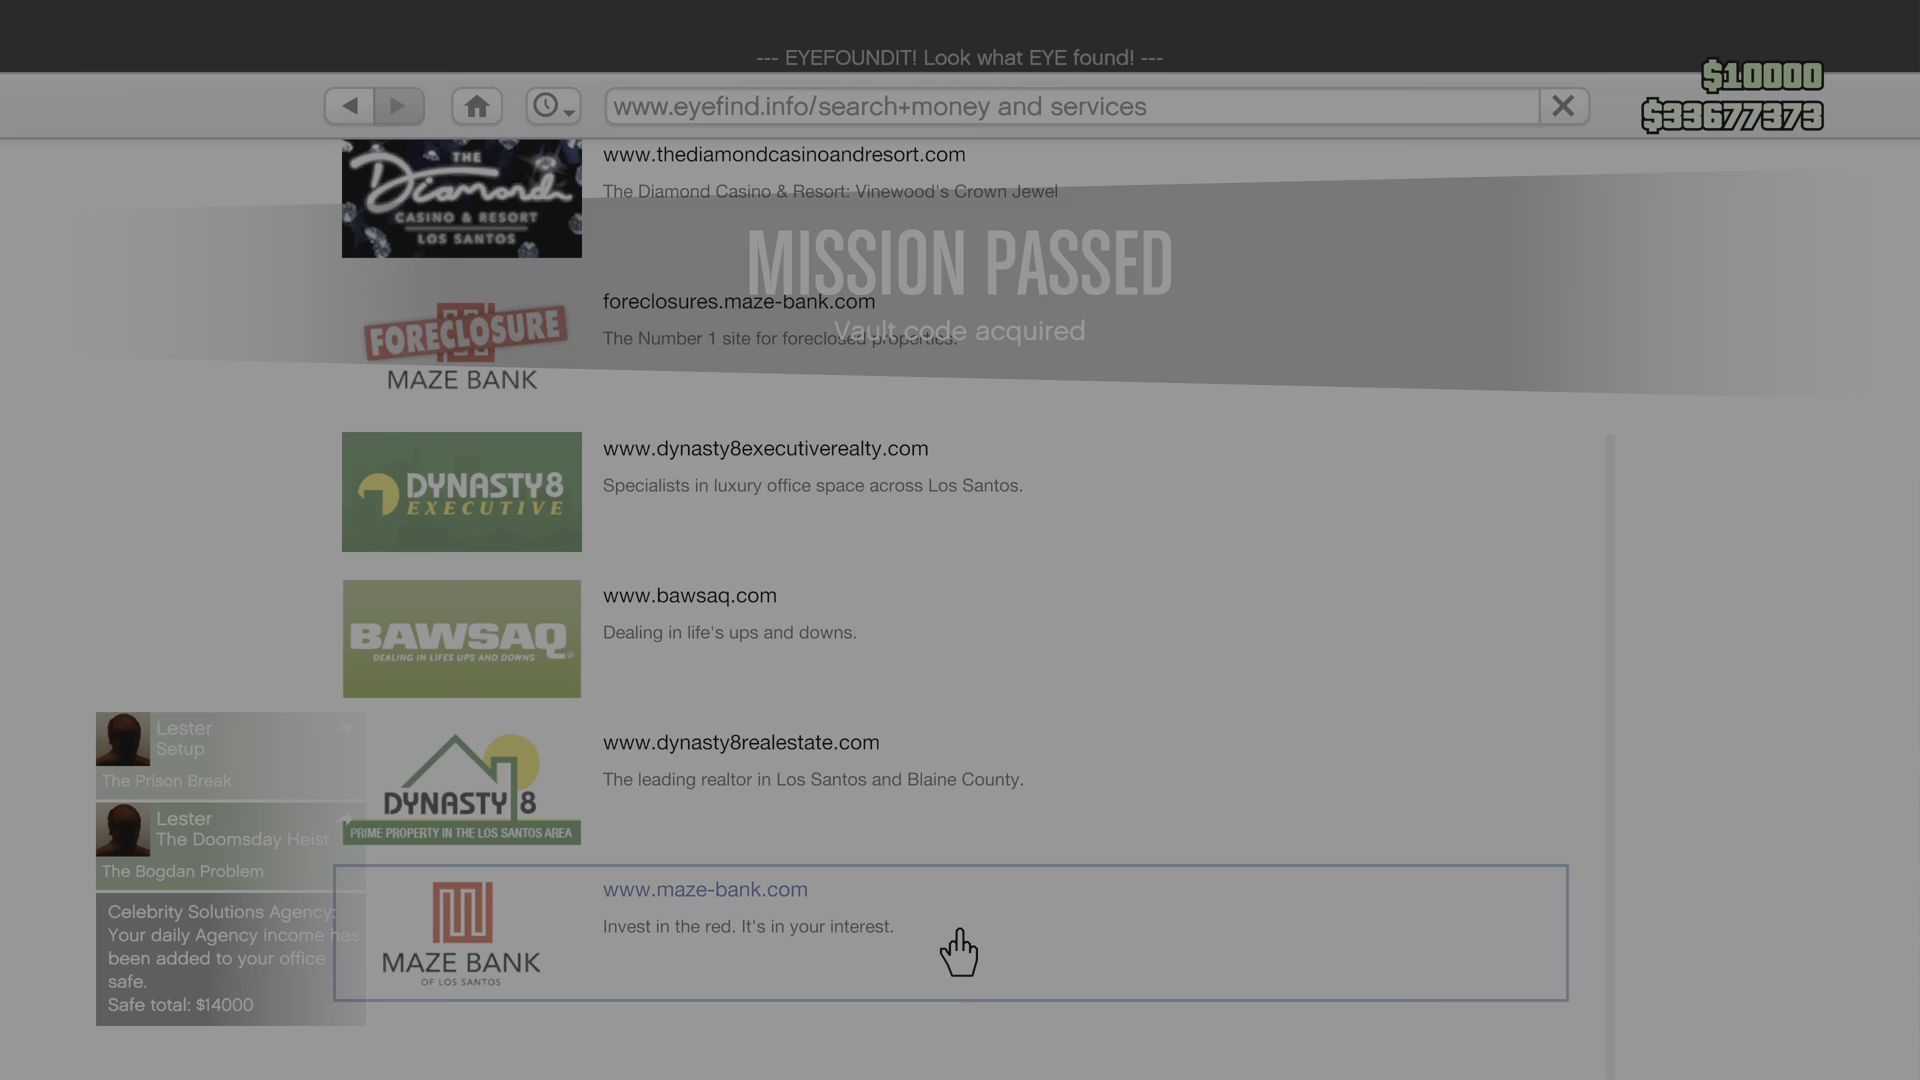 --- EYEFOUNDIT! Look what EYE found! ---
$10000
www.eyefind.info/search+money and services
$33677373
THE
Diamond
CASINO & RESORT
LOS SANTOS
www.thediamondcasinoandresort.com
The Diamond Casino & Resort: Vinewood's Crown Jewel
MISSION PASSED
Vault code acquired
FORECLOSURE
MAZE BANK
foreclosures.maze-bank.com
The Number 1 site for foreclosed properties.
DYNASTY8
EXECUTIVE
www.dynasty8executiverealty.com
Specialists in luxury office space across Los Santos.
BAWSAQ
DEALING IN LIFES UPS AND DOWNS
www.bawsaq.com
Dealing in life's ups and downs.
DYNASTY 8
PRIME PROPERTY IN THE LOS SANTOS AREA
www.dynasty8realestate.com
The leading realtor in Los Santos and Blaine County.
Lester
Setup
The Prison Break
Lester
The Doomsday Heist
The Bogdan Problem
Celebrity Solutions Agency:
Your daily Agency income has
been added to your office
safe.
Safe total: $14000
MAZE BANK
OF LOS SANTOS
www.maze-bank.com
Invest in the red. It's in your interest.